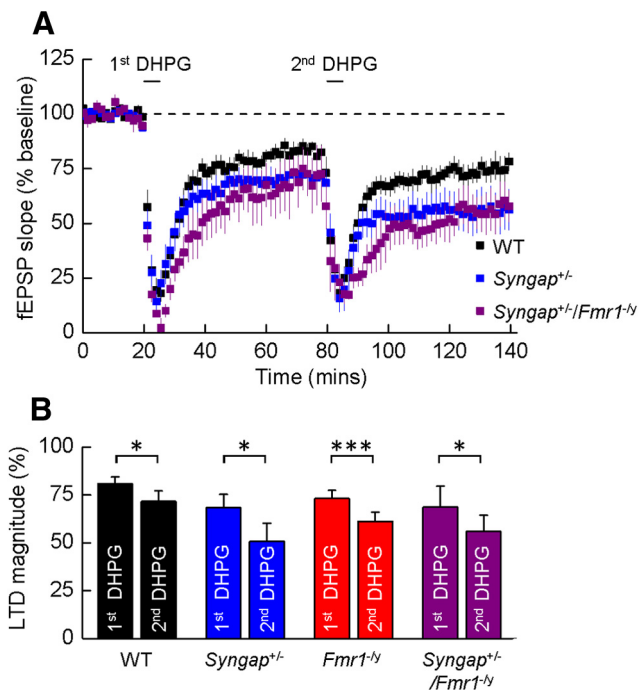 A
1st DHPG 2nd DHPG
125
100
75
50
25
0
fEPSP slope (% baseline)
WT
Syngap+/-
Syngap+/-/Fmr1-/y
0 20 40 60 80 100 120 140
Time (mins)
B
100
75
50
25
0
LTD magnitude (%)
* * *** *
1st DHPG 2nd DHPG 1st DHPG 2nd DHPG 1st DHPG 2nd DHPG 1st DHPG 2nd DHPG
WT Syngap+/- Fmr1-/y Syngap+/-
/Fmr1-/y